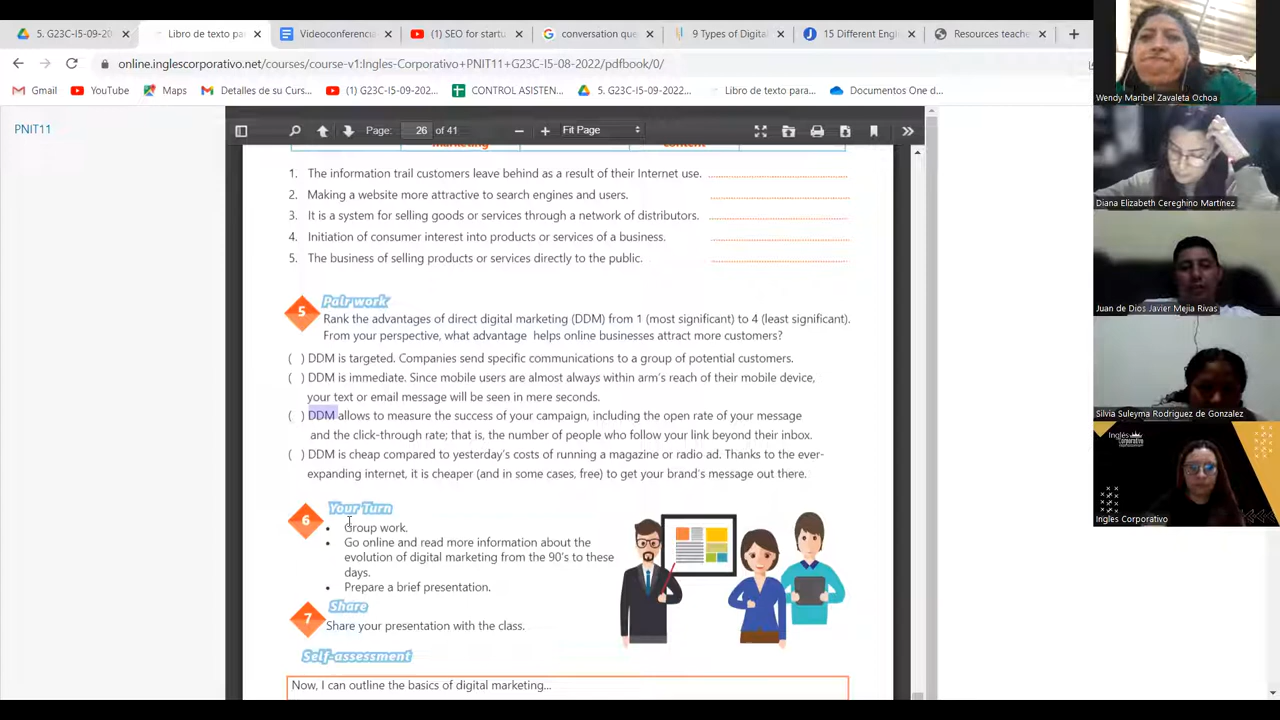 5. G23C-I5-09-20
Libro de texto pa
Videoconferencia
(1) SEO for startu
conversation que
9 Types of Digital
15 Different Engl
Resources teache
online.inglescorporativo.net/courses/course-v1:Ingles-Corporativo+PNIT11+G23C-I5-08-2022/pdfbook/0/
Gmail
YouTube
Maps
Detalles de su Curs...
(1) G23C-I5-09-202...
CONTROL ASISTEN...
5. G23C-I5-09-2022...
Libro de texto para...
Documentos One d
PNIT11
Page: 26 of 41
Fit Page
marketing
content
1. The information trail customers leave behind as a result of their Internet use.
2. Making a website more attractive to search engines and users.
3. It is a system for selling goods or services through a network of distributors.
4. Initiation of consumer interest into products or services of a business.
5. The business of selling products or services directly to the public.
5 Pair work
Rank the advantages of direct digital marketing (DDM) from 1 (most significant) to 4 (least significant).
From your perspective, what advantage helps online businesses attract more customers?
( ) DDM is targeted. Companies send specific communications to a group of potential customers.
( ) DDM is immediate. Since mobile users are almost always within arm's reach of their mobile device,
your text or email message will be seen in mere seconds.
( ) DDM allows to measure the success of your campaign, including the open rate of your message
and the click-through rate; that is, the number of people who follow your link beyond their inbox.
( ) DDM is cheap compared to yesterday's costs of running a magazine or radio ad. Thanks to the ever-
expanding internet, it is cheaper (and in some cases, free) to get your brand's message out there.
6 Your Turn
• Group work.
• Go online and read more information about the
evolution of digital marketing from the 90's to these
days.
• Prepare a brief presentation.
7 Share
Share your presentation with the class.
Self-assessment
Now, I can outline the basics of digital marketing...
Wendy Maribel Zavaleta Ochoa
Diana Elizabeth Cereghino Martínez
Juan de Dios Javier Mejia Rivas
Silvia Suleyma Rodriguez de Gonzalez
Inglés
Corporativo
Ingles Corporativo